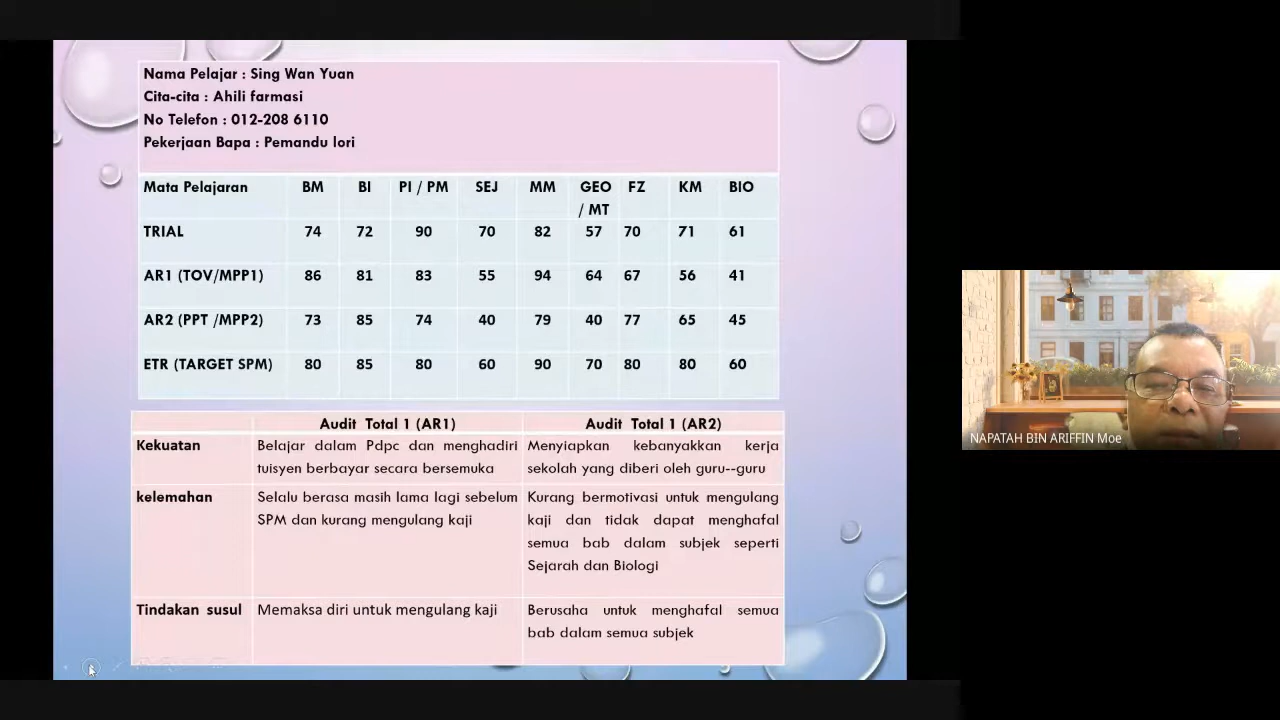 Nama Pelajar : Sing Wan Yuan
Cita-cita : Ahili farmasi
No Telefon : 012-208 6110
Pekerjaan Bapa : Pemandu lori
Mata Pelajaran BM BI PI / PM SEJ MM GEO / MT FZ KM BIO
TRIAL 74 72 90 70 82 57 70 71 61
AR1 (TOV/MPP1) 86 81 83 55 94 64 67 56 41
AR2 (PPT /MPP2) 73 85 74 40 79 40 77 65 45
ETR (TARGET SPM) 80 85 80 60 90 70 80 80 60
Audit Total 1 (AR1) Audit Total 1 (AR2)
Kekuatan
Belajar dalam Pdpc dan menghadiri
tuisyen berbayar secara bersemuka
Menyiapkan kebanyakkan kerja
sekolah yang diberi oleh guru--guru
kelemahan
Selalu berasa masih lama lagi sebelum
SPM dan kurang mengulang kaji
Kurang bermotivasi untuk mengulang
kaji dan tidak dapat menghafal
semua bab dalam subjek seperti
Sejarah dan Biologi
Tindakan susul
Memaksa diri untuk mengulang kaji
Berusaha untuk menghafal semua
bab dalam semua subjek
NAPATAH BIN ARIFFIN Moe